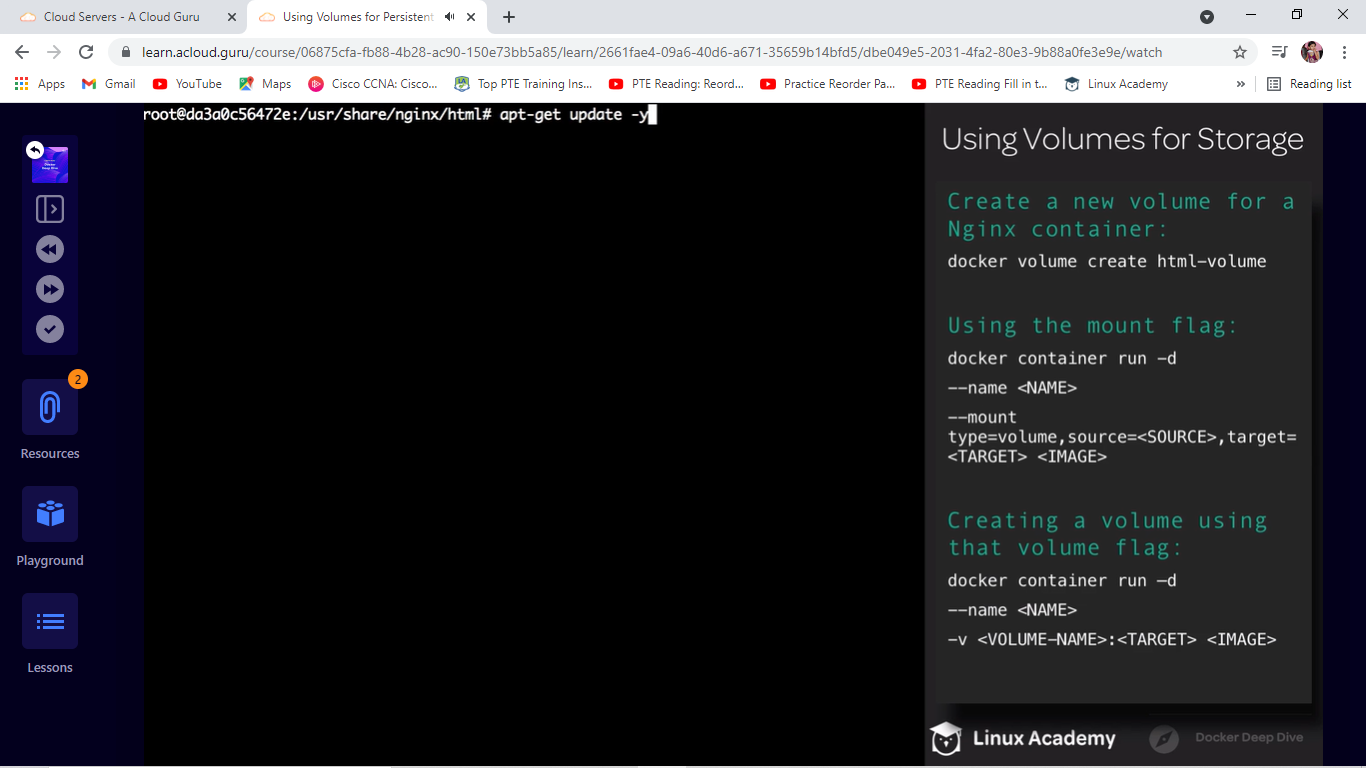 Cloud Servers - A Cloud Guru
Using Volumes for Persistent
learn.acloud.guru/course/06875cfa-fb88-4b28-ac90-150e73bb5a85/learn/2661fae4-09a6-40d6-a671-35659b14bfd5/dbe049e5-2031-4fa2-80e3-9b88a0fe3e9e/watch
Apps
Gmail
YouTube
Maps
Cisco CCNA: Cisco...
Top PTE Training Ins...
PTE Reading: Reord...
Practice Reorder Pa...
PTE Reading Fill in t...
Linux Academy
»
Reading list
root@da3a0c56472e:/usr/share/nginx/html# apt-get update -y
Docker
Deep Dive
2
Resources
Playground
Lessons
Using Volumes for Storage
Create a new volume for a
Nginx container:
docker volume create html-volume
Using the mount flag:
docker container run -d
--name <NAME>
--mount
type=volume,source=<SOURCE>,target=
<TARGET> <IMAGE>
Creating a volume using
that volume flag:
docker container run -d
--name <NAME>
-v <VOLUME-NAME>:<TARGET> <IMAGE>
Linux Academy
Docker Deep Dive